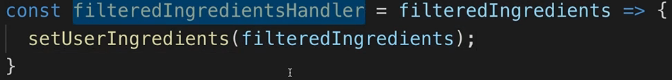 const filteredIngredientsHandler = filteredIngredients => {
  setUserIngredients(filteredIngredients);
}